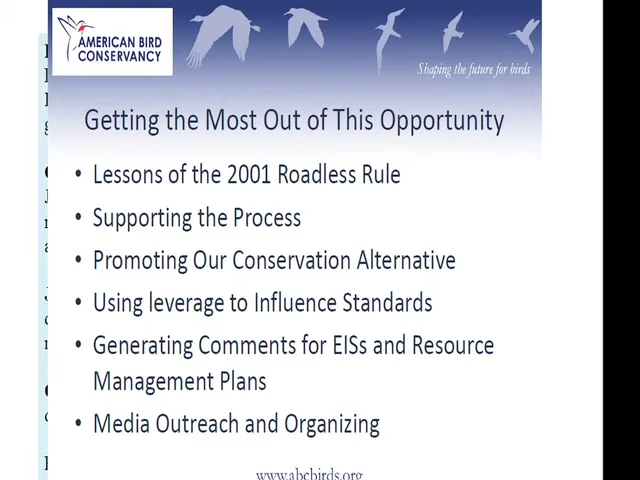 AMERICAN BIRD
CONSERVANCY
Shaping the future for birds
Getting the Most Out of This Opportunity
• Lessons of the 2001 Roadless Rule
• Supporting the Process
• Promoting Our Conservation Alternative
• Using leverage to Influence Standards
• Generating Comments for EISs and Resource
Management Plans
• Media Outreach and Organizing
www.abcbirds.org